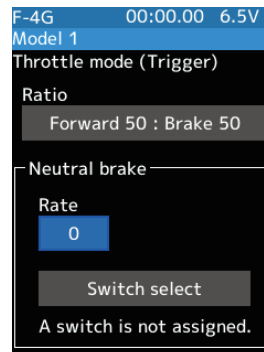 F-4G 00:00.00 6.5V
Model 1
Throttle mode (Trigger)
Ratio
Forward 50 : Brake 50
Neutral brake
Rate
0
Switch select
A switch is not assigned.